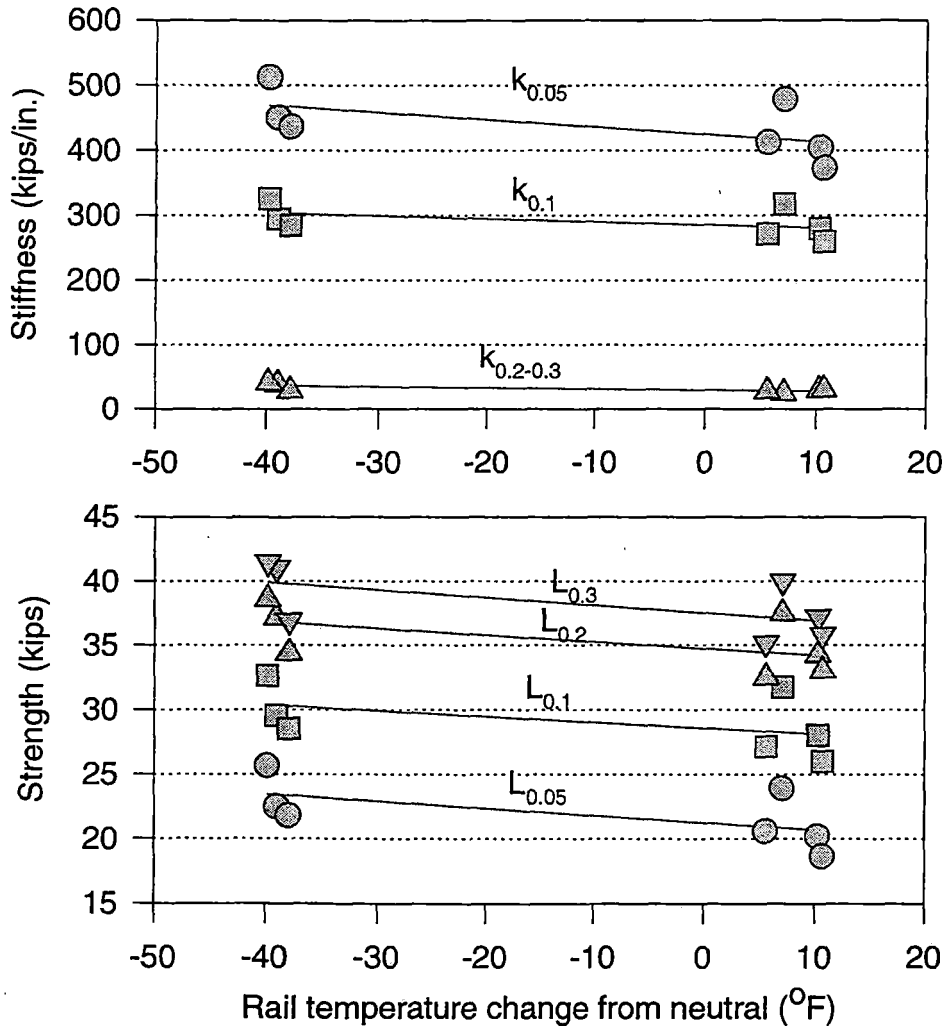 600
500
400
300
200
100
0
Stiffness (kips/in.)
k0.05
k0.1
k0.2-0.3
-50 -40 -30 -20 -10 0 10 20
45
40
35
30
25
20
15
Strength (kips)
L0.3
L0.2
L0.1
L0.05
-50 -40 -30 -20 -10 0 10 20
Rail temperature change from neutral (°F)